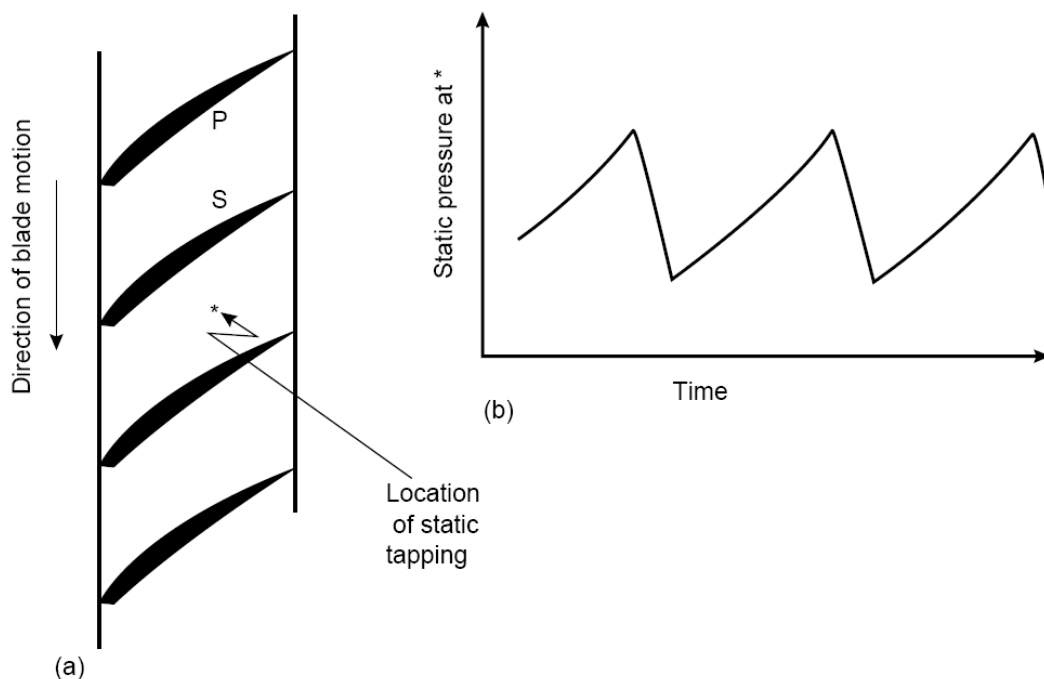 Direction of blade motion
P
S
*
Location
of static
tapping
(a)
Static pressure at *
Time
(b)